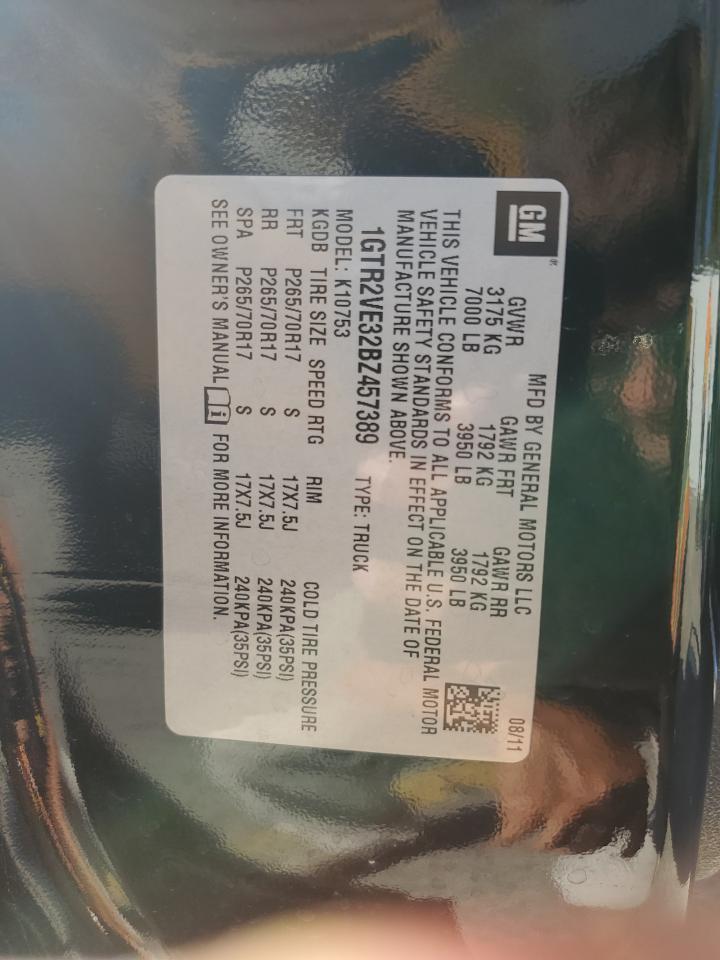 GM
MFD BY GENERAL MOTORS LLC 08/11
GVWR GAWR FRT GAWR RR
3175 KG 1792 KG 1792 KG
7000 LB 3950 LB 3950 LB
THIS VEHICLE CONFORMS TO ALL APPLICABLE U.S. FEDERAL MOTOR
VEHICLE SAFETY STANDARDS IN EFFECT ON THE DATE OF
MANUFACTURE SHOWN ABOVE.
1GTR2VE32BZ457389 TYPE: TRUCK
MODEL: K10753
KGDB TIRE SIZE SPEED RTG RIM COLD TIRE PRESSURE
FRT P265/70R17 S 17X7.5J 240KPA(35PSI)
RR P265/70R17 S 17X7.5J 240KPA(35PSI)
SPA P265/70R17 S 17X7.5J 240KPA(35PSI)
SEE OWNER'S MANUAL i FOR MORE INFORMATION.